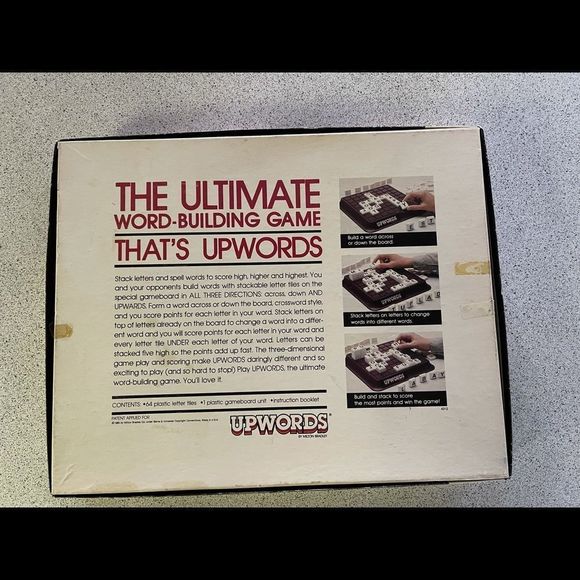 THE ULTIMATE
WORD-BUILDING GAME
THAT'S UPWORDS
Stack letters and spell words to score high, higher and highest. You
and your opponents build words with stackable letter tiles on the
special gameboard in ALL THREE DIRECTIONS: across, down AND
UPWARDS. Form a word across or down the board, crossword style,
and you score points for each letter in your word. Stack letters on
top of letters already on the board to change a word into a differ-
ent word and you will score points for each letter in your word and
every letter tile UNDER each letter of your word. Letters can be
stacked five high so the points add up fast. The three-dimensional
game play and scoring make UPWORDS daringly different and so
exciting to play (and so hard to stop!) Play UPWORDS, the ultimate
word-building game. You'll love it.
CONTENTS: •64 plastic letter tiles •1 plastic gameboard unit •instruction booklet
PATENT APPLIED FOR
UPWORDS
BY MILTON BRADLEY
UPWORDS
Build a word across
or down the board.
UPWORDS
Stack letters on letters to change
words into different words.
UPWORDS
Build and stack to score
the most points and win the game!